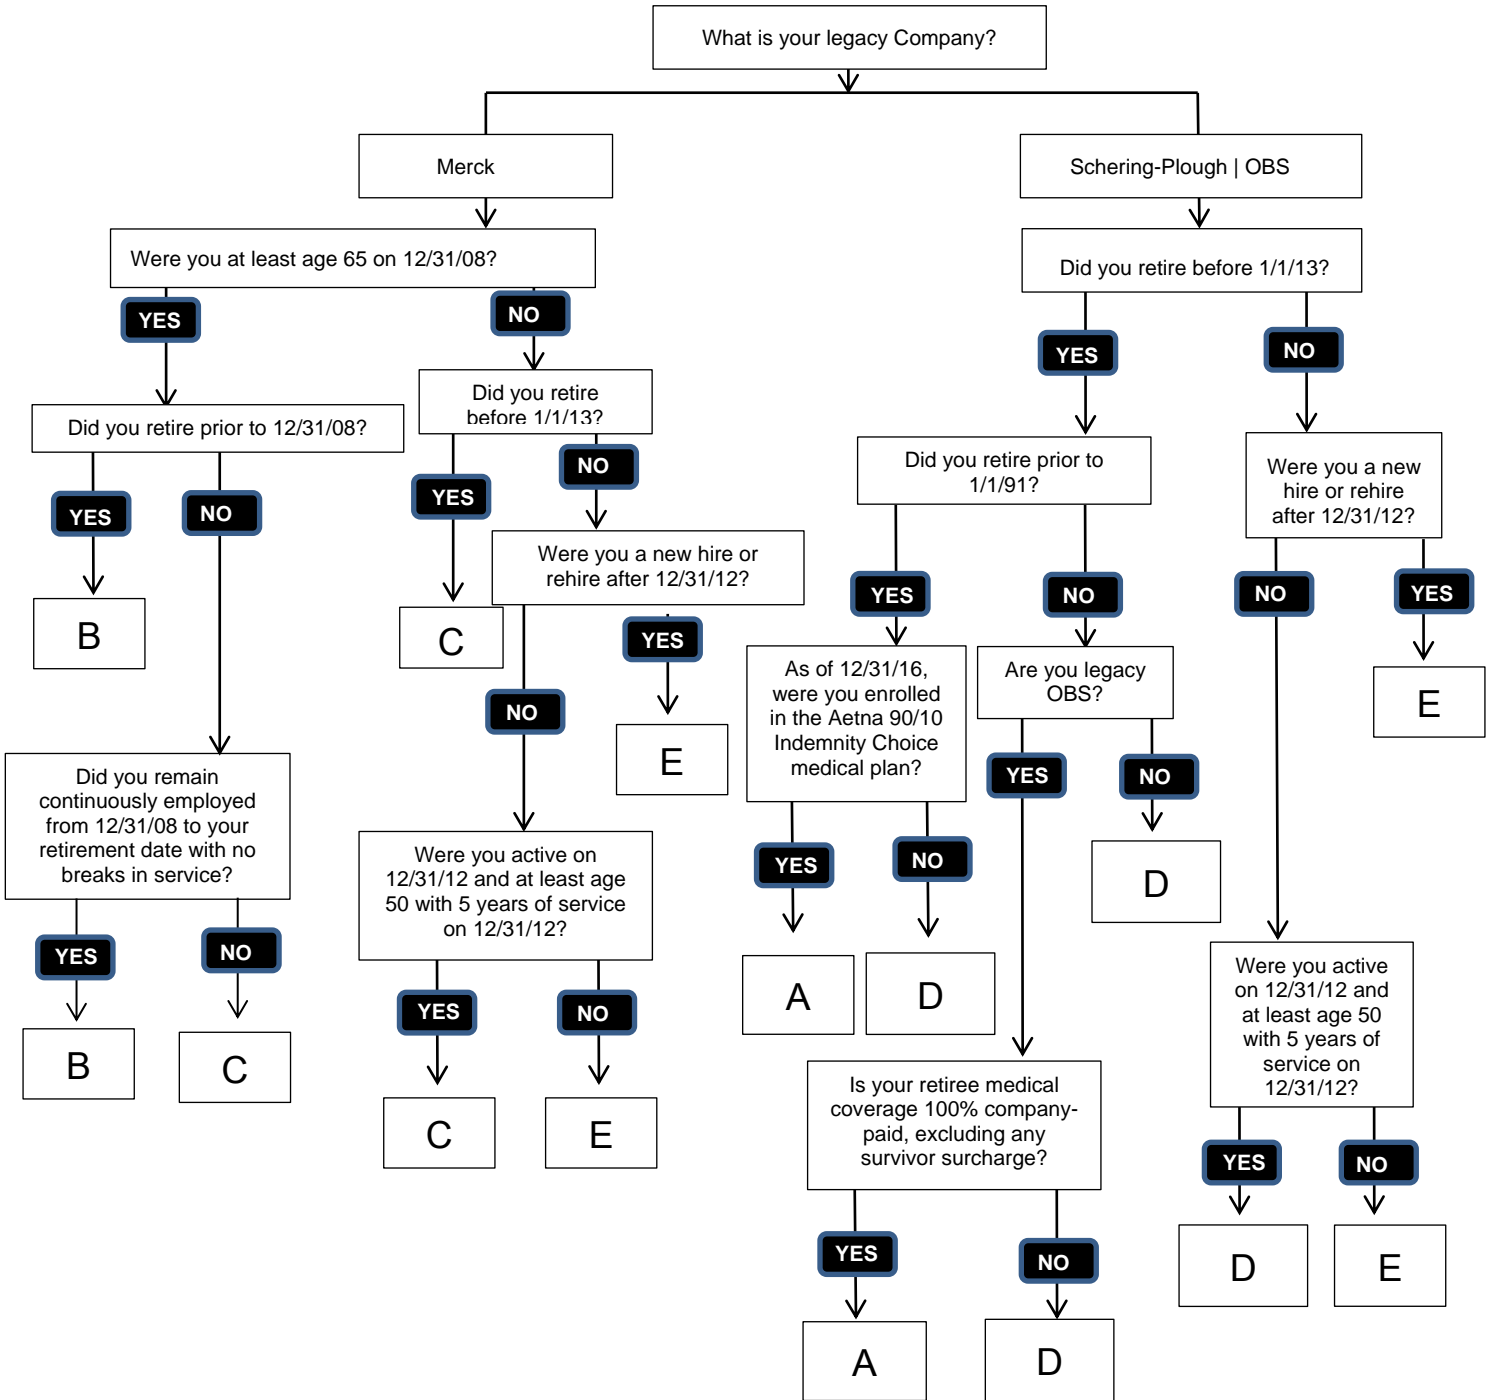 What is your legacy Company?
Merck
Schering-Plough | OBS
Were you at least age 65 on 12/31/08?
Did you retire before 1/1/13?
YES
NO
YES
NO
Did you retire prior to 12/31/08?
Did you retire
before 1/1/13?
Did you retire prior to
1/1/91?
Were you a new
hire or rehire
after 12/31/12?
YES
NO
YES
NO
YES
NO
NO
YES
Were you a new hire or
rehire after 12/31/12?
B
C
YES
NO
As of 12/31/16,
were you enrolled
in the Aetna 90/10
Indemnity Choice
medical plan?
Are you legacy
OBS?
E
E
YES
NO
Did you remain
continuously employed
from 12/31/08 to your
retirement date with no
breaks in service?
Were you active on
12/31/12 and at least age
50 with 5 years of service
on 12/31/12?
YES
NO
D
YES
NO
YES
NO
A
D
Were you active
on 12/31/12 and
at least age 50
with 5 years of
service on
12/31/12?
B
C
C
E
Is your retiree medical
coverage 100% company-
paid, excluding any
survivor surcharge?
YES
NO
YES
NO
D
E
A
D